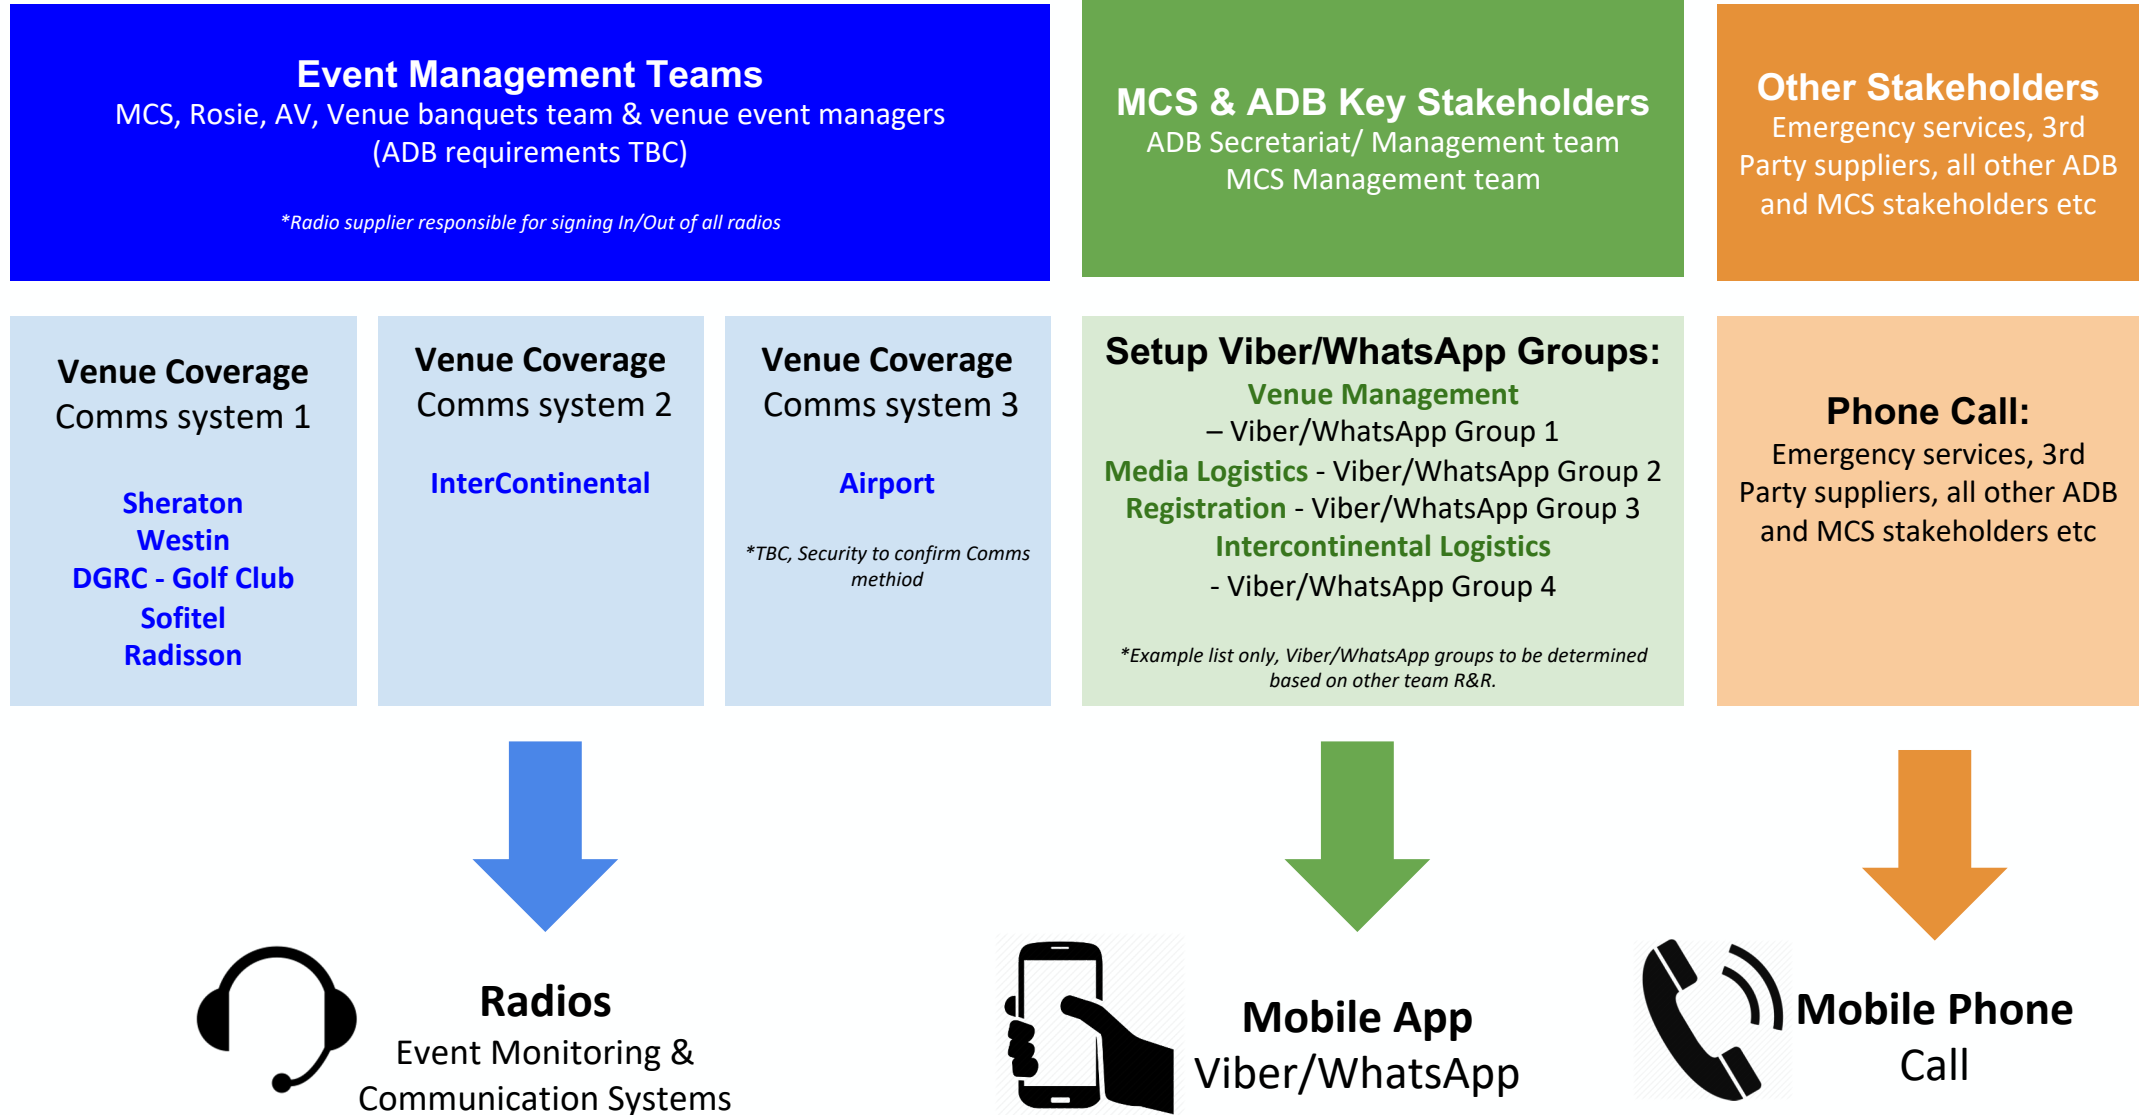 Event Management Teams
MCS, Rosie, AV, Venue banquets team & venue event managers
(ADB requirements TBC)
*Radio supplier responsible for signing In/Out of all radios
MCS & ADB Key Stakeholders
ADB Secretariat/ Management team
MCS Management team
Other Stakeholders
Emergency services, 3rd
Party suppliers, all other ADB
and MCS stakeholders etc
Venue Coverage
Comms system 1
Sheraton
Westin
DGRC - Golf Club
Sofitel
Radisson
Venue Coverage
Comms system 2
InterContinental
Venue Coverage
Comms system 3
Airport
*TBC, Security to confirm Comms
methiod
Setup Viber/WhatsApp Groups:
Venue Management
– Viber/WhatsApp Group 1
Media Logistics - Viber/WhatsApp Group 2
Registration - Viber/WhatsApp Group 3
Intercontinental Logistics
- Viber/WhatsApp Group 4
*Example list only, Viber/WhatsApp groups to be determined
based on other team R&R.
Phone Call:
Emergency services, 3rd
Party suppliers, all other ADB
and MCS stakeholders etc
Radios
Event Monitoring &
Communication Systems
Mobile App
Viber/WhatsApp
Mobile Phone
Call